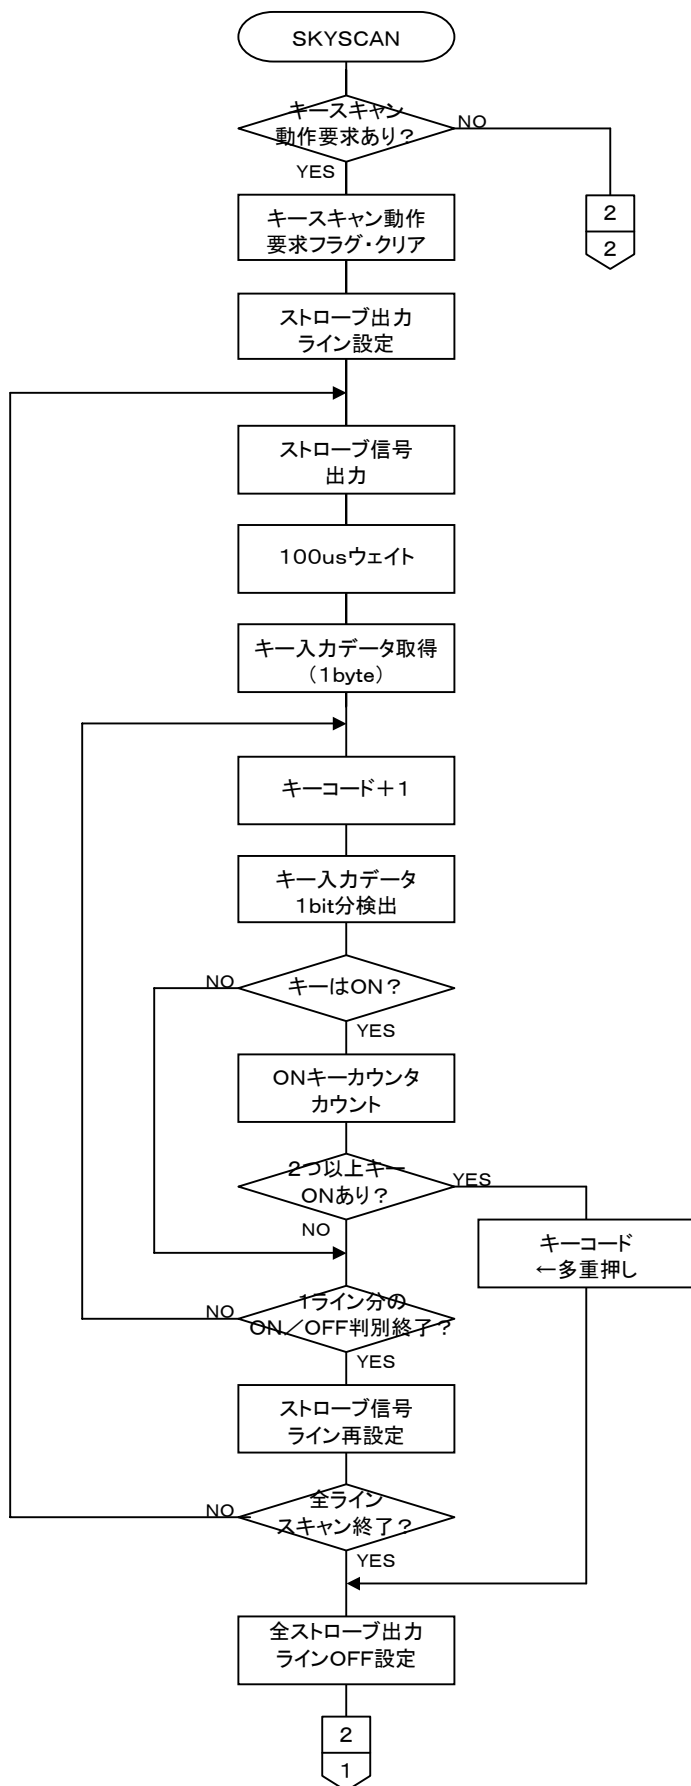 SKYSCAN
キースキャン
動作要求あり？
NO
YES
キースキャン動作
要求フラグ・クリア
2
2
ストローブ出力
ライン設定
ストローブ信号
出力
100usウェイト
キー入力データ取得
（1byte）
キーコード＋1
キー入力データ
1bit分検出
NO
キーはON？
YES
ONキーカウンタ
カウント
2つ以上キー
ONあり？
YES
NO
キーコード
←多重押し
1ライン分の
ON／OFF判別終了？
NO
YES
ストローブ信号
ライン再設定
全ライン
スキャン終了？
NO
YES
全ストローブ出力
ラインOFF設定
2
1